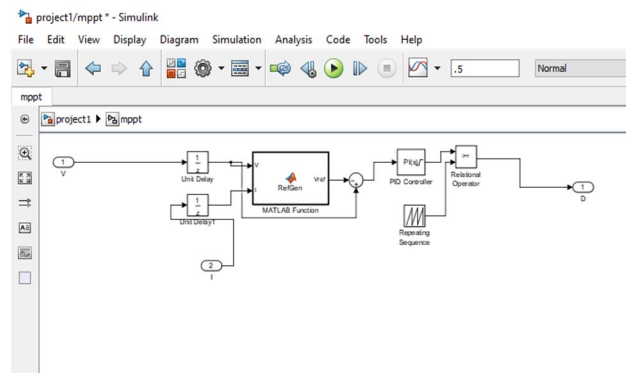 project1/mppt * - Simulink
File Edit View Display Diagram Simulation Analysis Code Tools Help
.5 Normal
mppt
project1 mppt
1
V
1
z
Unit Delay
1
z
Unit Delay1
2
I
V
I
RefGen
Vref
MATLAB Function
PI(s)
PID Controller
Repeating
Sequence
>=
Relational
Operator
1
D